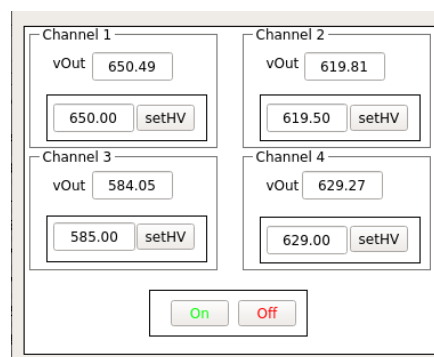 Channel 1
vOut 650.49
650.00 setHV
Channel 2
vOut 619.81
619.50 setHV
Channel 3
vOut 584.05
585.00 setHV
Channel 4
vOut 629.27
629.00 setHV
On Off